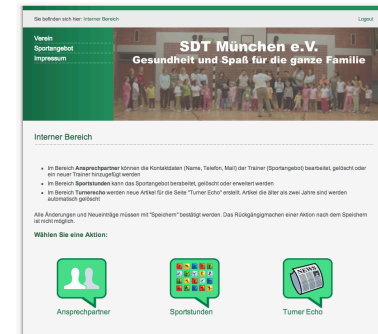 Sie befinden sich hier: Interner Bereich
Logout
Verein
Sportangebot
Impressum
SDT München e.V.
Gesundheit und Spaß für die ganze Familie
Interner Bereich
Im Bereich Ansprechpartner können die Kontaktdaten (Name, Telefon, Mail) der Trainer (Sportangebot) bearbeitet, gelöscht oder
ein neuer Trainer hinzugefügt werden
Im Bereich Sportstunden kann das Sportangebot berabeitet, gelöscht oder erweitert werden
Im Bereich Turnerecho werden neue Artikel für die Seite "Turner Echo" erstellt. Artikel die älter als zwei Jahre sind werden
automatisch gelöscht
Alle Änderungen und Neueinträge müssen mit "Speichern" bestätigt werden. Das Rückgängigmachen einer Aktion nach dem Speichern
ist nicht möglich.
Wählen Sie eine Aktion:
NEWS
Ansprechpartner
Sportstunden
Turner Echo